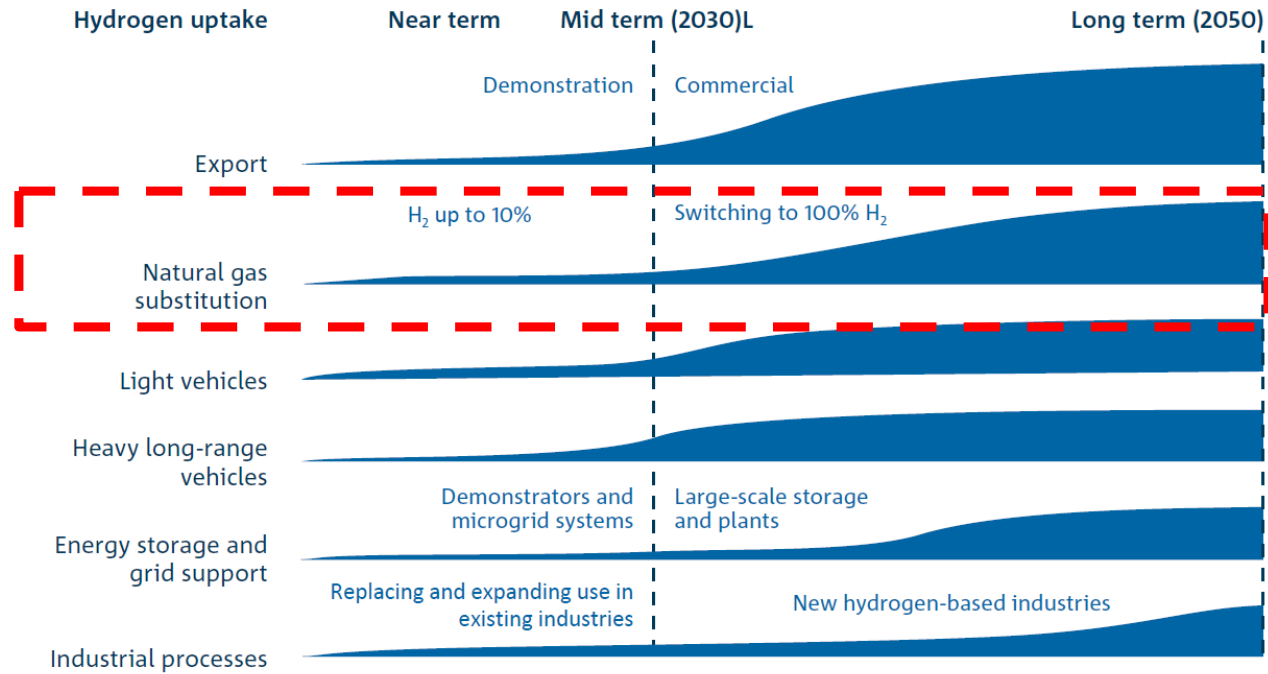 Hydrogen uptake Near term Mid term (2030)L Long term (2050)
Demonstration Commercial
Export
H₂ up to 10% Switching to 100% H₂
Natural gas
substitution
Light vehicles
Heavy long-range
vehicles
Demonstrators and
microgrid systems
Large-scale storage
and plants
Energy storage and
grid support
Replacing and expanding use in
existing industries
New hydrogen-based industries
Industrial processes